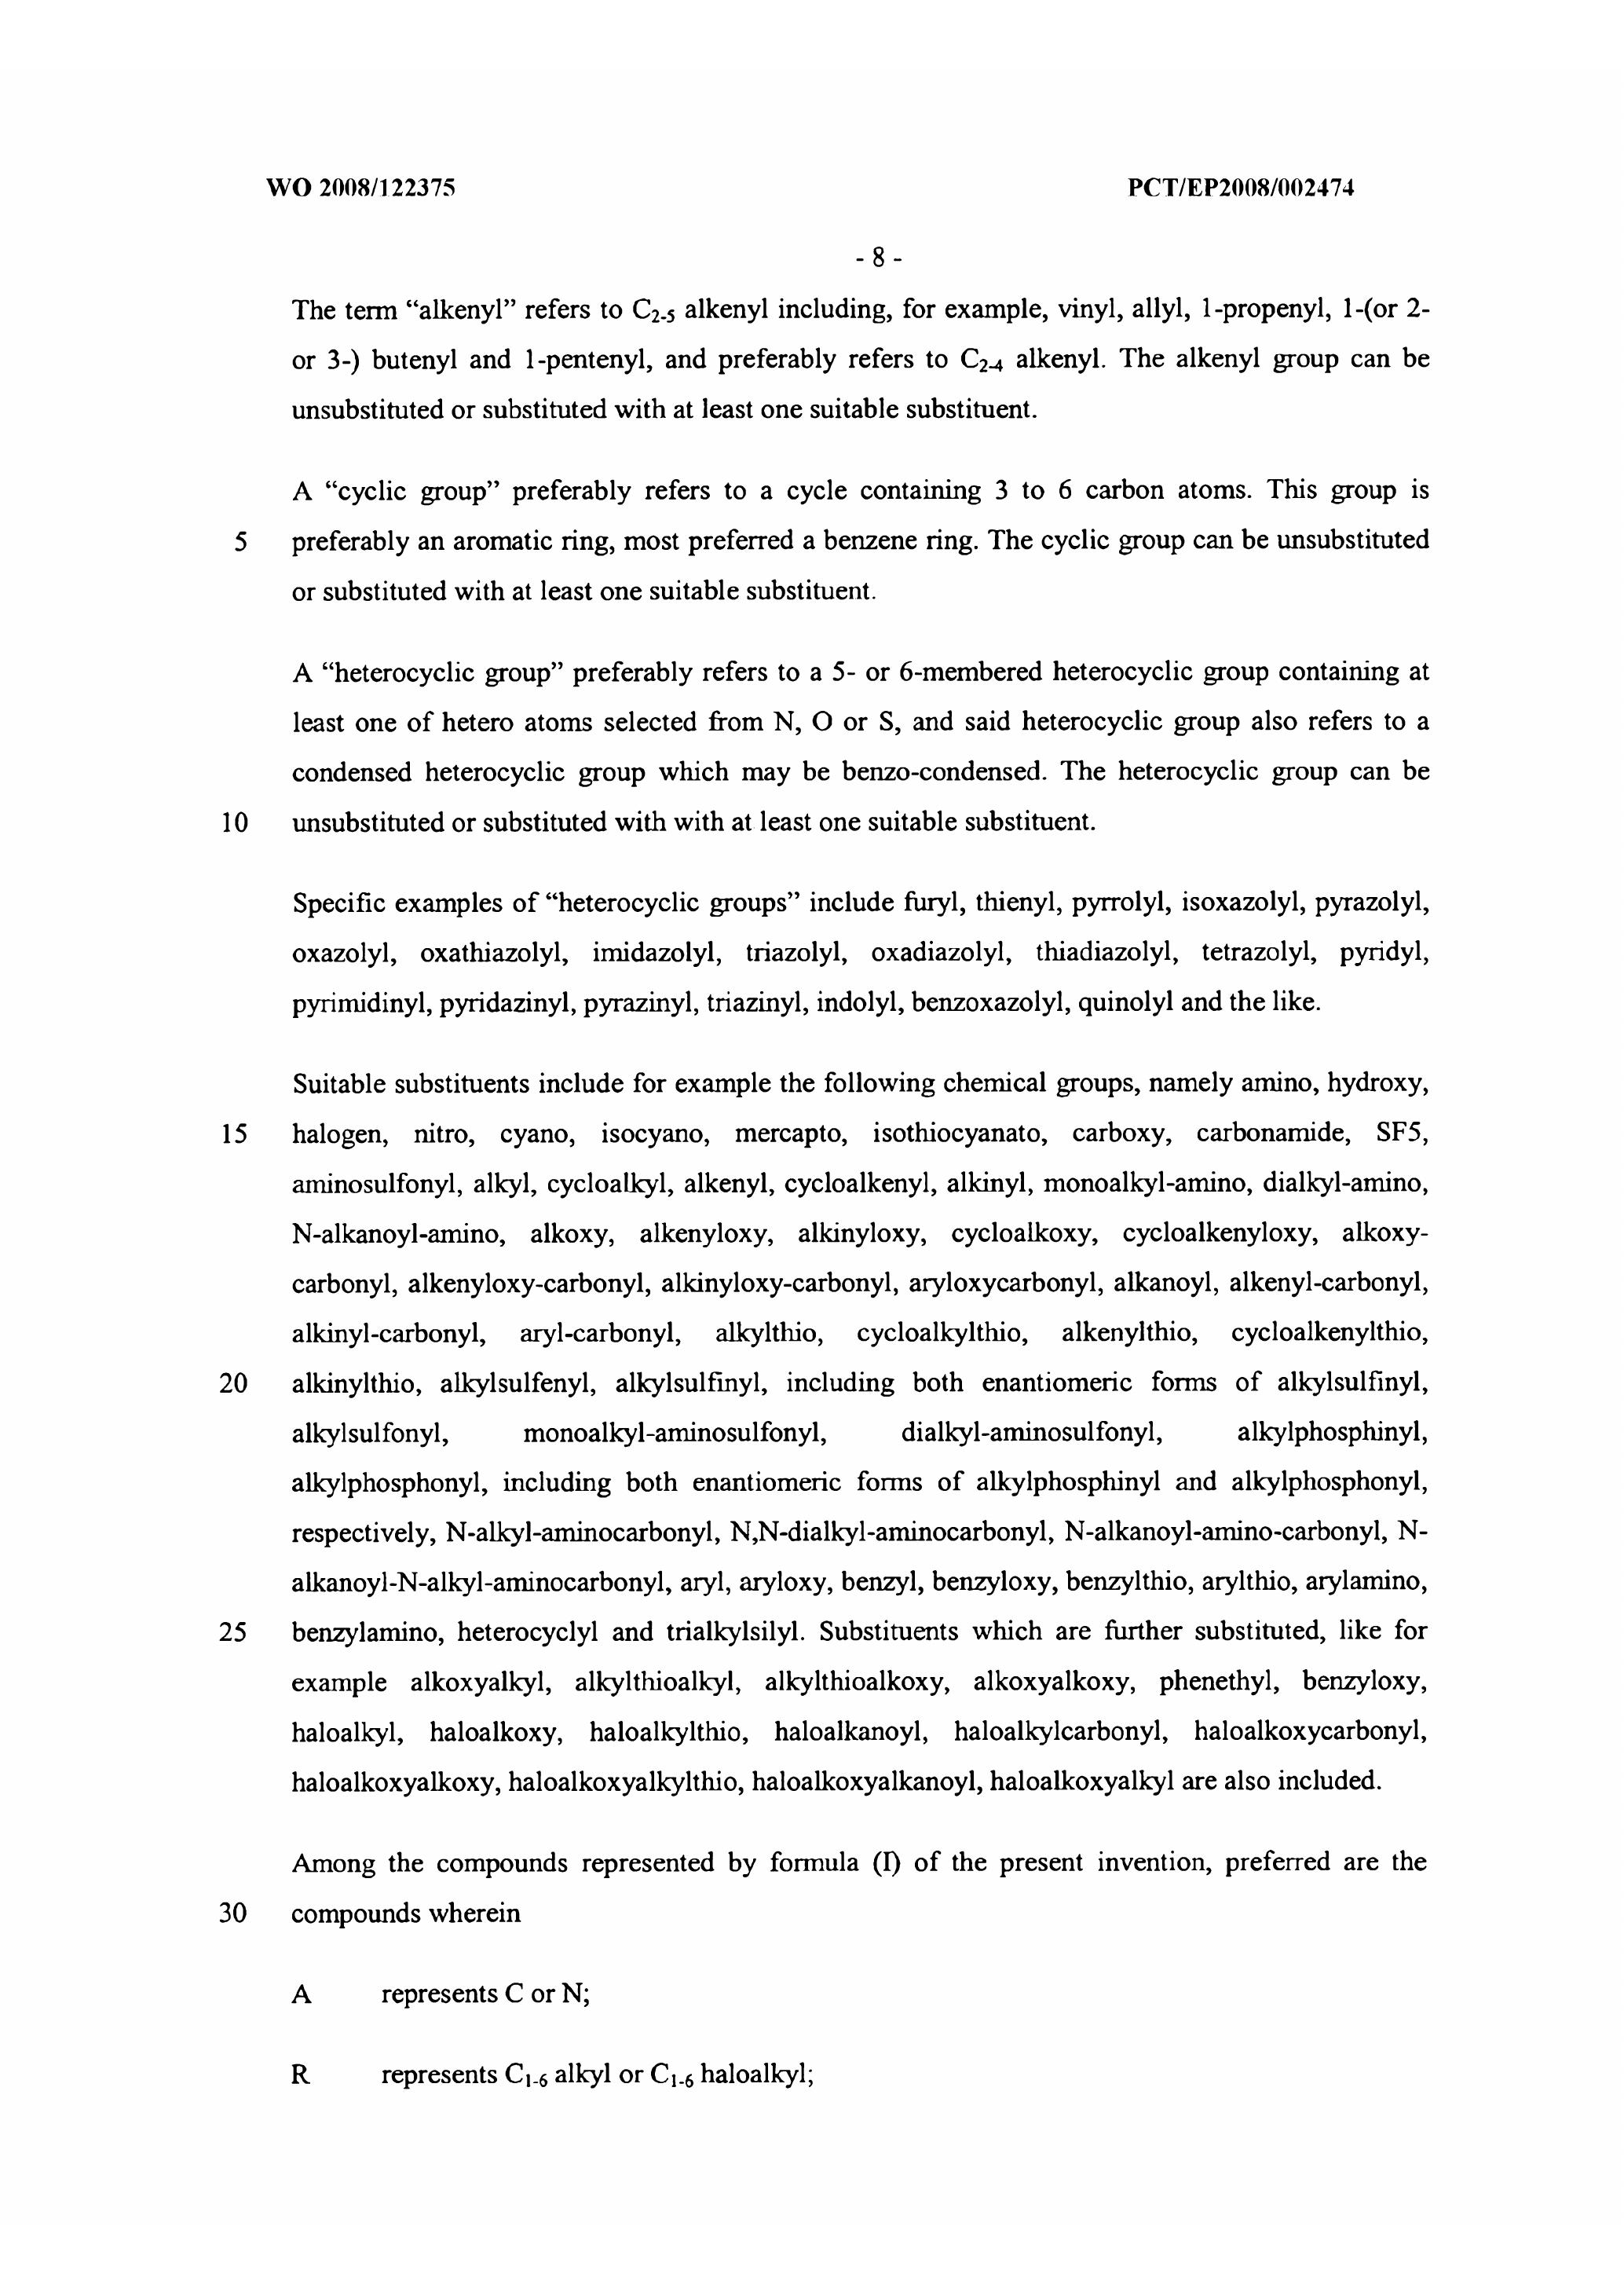 WO 2008/122375 PCT/EP2008/002474
- 8 -
The term “alkenyl” refers to C2-5 alkenyl including, for example, vinyl, allyl, 1-propenyl, 1-(or 2-
or 3-) butenyl and 1-pentenyl, and preferably refers to C2-4 alkenyl. The alkenyl group can be
unsubstituted or substituted with at least one suitable substituent.
A “cyclic group” preferably refers to a cycle containing 3 to 6 carbon atoms. This group is
5 preferably an aromatic ring, most preferred a benzene ring. The cyclic group can be unsubstituted
or substituted with at least one suitable substituent.
A “heterocyclic group” preferably refers to a 5- or 6-membered heterocyclic group containing at
least one of hetero atoms selected from N, O or S, and said heterocyclic group also refers to a
condensed heterocyclic group which may be benzo-condensed. The heterocyclic group can be
10 unsubstituted or substituted with with at least one suitable substituent.
Specific examples of “heterocyclic groups” include furyl, thienyl, pyrrolyl, isoxazolyl, pyrazolyl,
oxazolyl, oxathiazolyl, imidazolyl, triazolyl, oxadiazolyl, thiadiazolyl, tetrazolyl, pyridyl,
pyrimidinyl, pyridazinyl, pyrazinyl, triazinyl, indolyl, benzoxazolyl, quinolyl and the like.
Suitable substituents include for example the following chemical groups, namely amino, hydroxy,
15 halogen, nitro, cyano, isocyano, mercapto, isothiocyanato, carboxy, carbonamide, SF5,
aminosulfonyl, alkyl, cycloalkyl, alkenyl, cycloalkenyl, alkinyl, monoalkyl-amino, dialkyl-amino,
N-alkanoyl-amino, alkoxy, alkenyloxy, alkinyloxy, cycloalkoxy, cycloalkenyloxy, alkoxy-
carbonyl, alkenyloxy-carbonyl, alkinyloxy-carbonyl, aryloxycarbonyl, alkanoyl, alkenyl-carbonyl,
alkinyl-carbonyl, aryl-carbonyl, alkylthio, cycloalkylthio, alkenylthio, cycloalkenylthio,
20 alkinylthio, alkylsulfenyl, alkylsulfinyl, including both enantiomeric forms of alkylsulfinyl,
alkylsulfonyl, monoalkyl-aminosulfonyl, dialkyl-aminosulfonyl, alkylphosphinyl,
alkylphosphonyl, including both enantiomeric forms of alkylphosphinyl and alkylphosphonyl,
respectively, N-alkyl-aminocarbonyl, N,N-dialkyl-aminocarbonyl, N-alkanoyl-amino-carbonyl, N-
alkanoyl-N-alkyl-aminocarbonyl, aryl, aryloxy, benzyl, benzyloxy, benzylthio, arylthio, arylamino,
25 benzylamino, heterocyclyl and trialkylsilyl. Substituents which are further substituted, like for
example alkoxyalkyl, alkylthioalkyl, alkylthioalkoxy, alkoxyalkoxy, phenethyl, benzyloxy,
haloalkyl, haloalkoxy, haloalkylthio, haloalkanoyl, haloalkylcarbonyl, haloalkoxycarbonyl,
haloalkoxyalkoxy, haloalkoxyalkylthio, haloalkoxyalkanoyl, haloalkoxyalkyl are also included.
Among the compounds represented by formula (I) of the present invention, preferred are the
30 compounds wherein
A represents C or N;
R represents C1-6 alkyl or C1-6 haloalkyl;